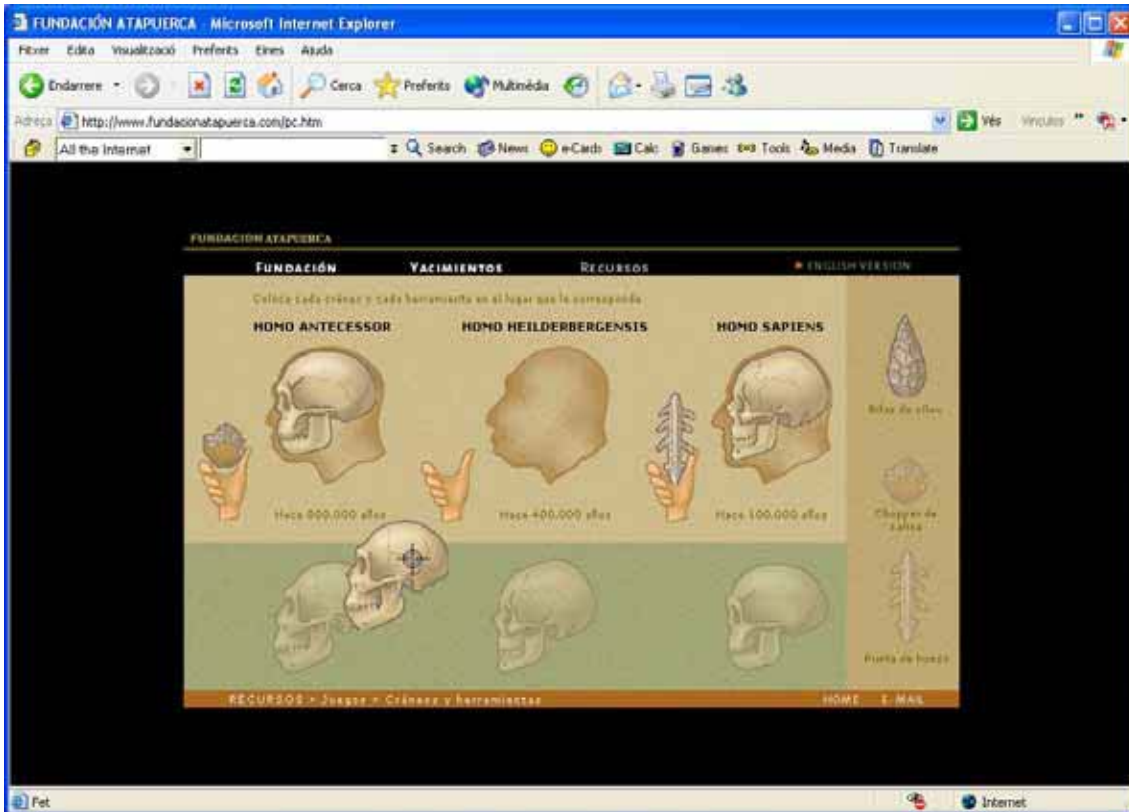 FUNDACIÓN ATAPUERCA - Microsoft Internet Explorer
Fitxer Edita Visualització Preferits Eines Ajuda
Endarrere Cerca Preferits Multimèdia
Adreça http://www.fundacionatapuerca.com/pc.htm Vés Vínculos »
All the Internet Search News e-Cards Calc Games Tools Media Translate
FUNDACIÓN ATAPUERCA
FUNDACIÓN YACIMIENTOS RECURSOS ENGLISH VERSION
Coloca cada cráneo y cada herramienta en el lugar que le corresponda
HOMO ANTECESSOR HOMO HEILDERBERGENSIS HOMO SAPIENS
Bifaz de sílex
Hace 800.000 años Hace 400.000 años Hace 100.000 años
Chopper de
caliza
Punta de hueso
RECURSOS • Juegos • Cráneos y herramientas HOME E-MAIL
Fet Internet